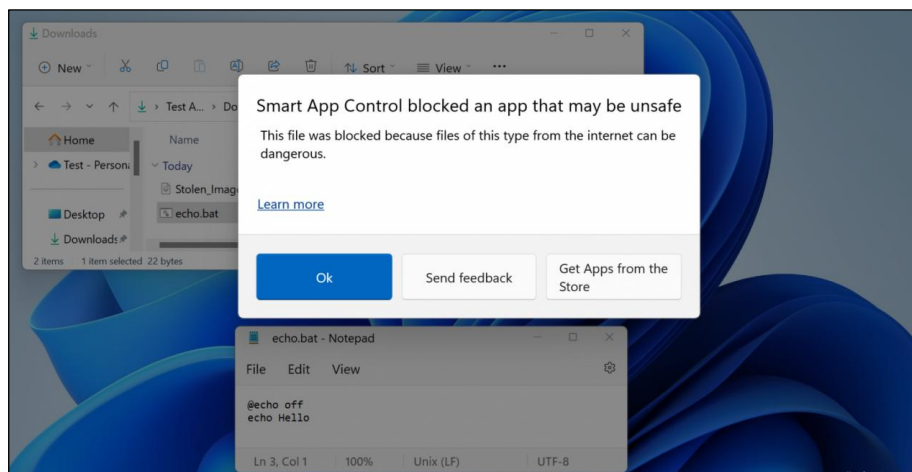 Downloads
New Sort View ...
Test A... > Do
Home Name
Test - Persona Today
Stolen_Imag
Desktop echo.bat
Downloads
2 items 1 item selected 22 bytes
Smart App Control blocked an app that may be unsafe
This file was blocked because files of this type from the internet can be
dangerous.
Learn more
Ok Send feedback Get Apps from the
Store
echo.bat - Notepad
File Edit View
@echo off
echo Hello
Ln 3, Col 1 100% Unix (LF) UTF-8